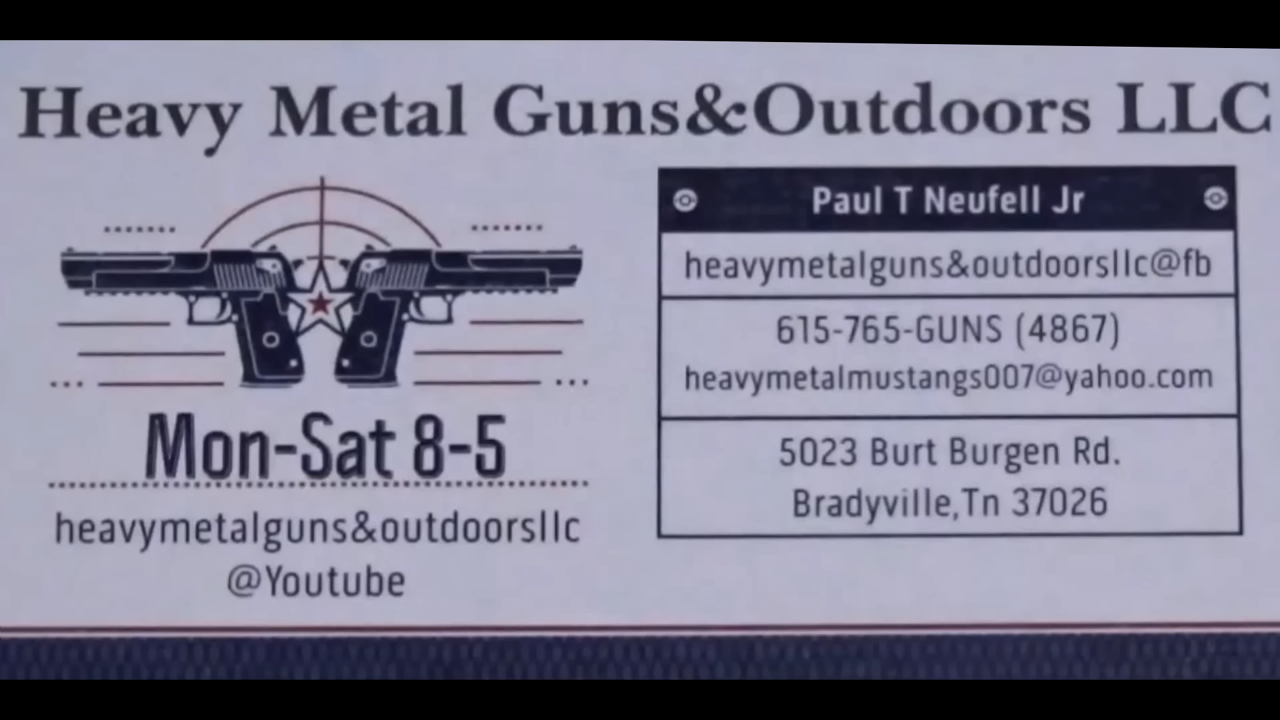 Heavy Metal Guns&Outdoors LLC
Mon-Sat 8-5
heavymetalguns&outdoorsllc
@Youtube
Paul T Neufell Jr
heavymetalguns&outdoorsllc@fb
615-765-GUNS (4867)
heavymetalmustangs007@yahoo.com
5023 Burt Burgen Rd.
Bradyville,Tn 37026